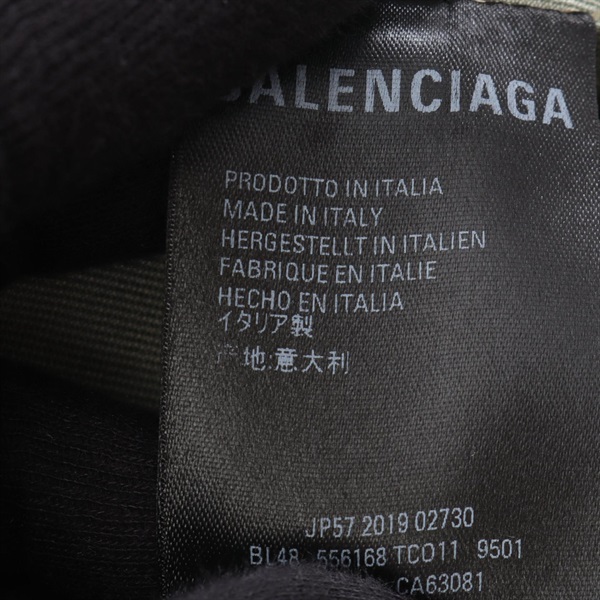 BALENCIAGA
PRODOTTO IN ITALIA
MADE IN ITALY
HERGESTELLT IN ITALIEN
FABRIQUE EN ITALIE
HECHO EN ITALIA
イタリア製
产地:意大利
JP57 2019 02730
BL48 556168 TCO11 9501
CA63081